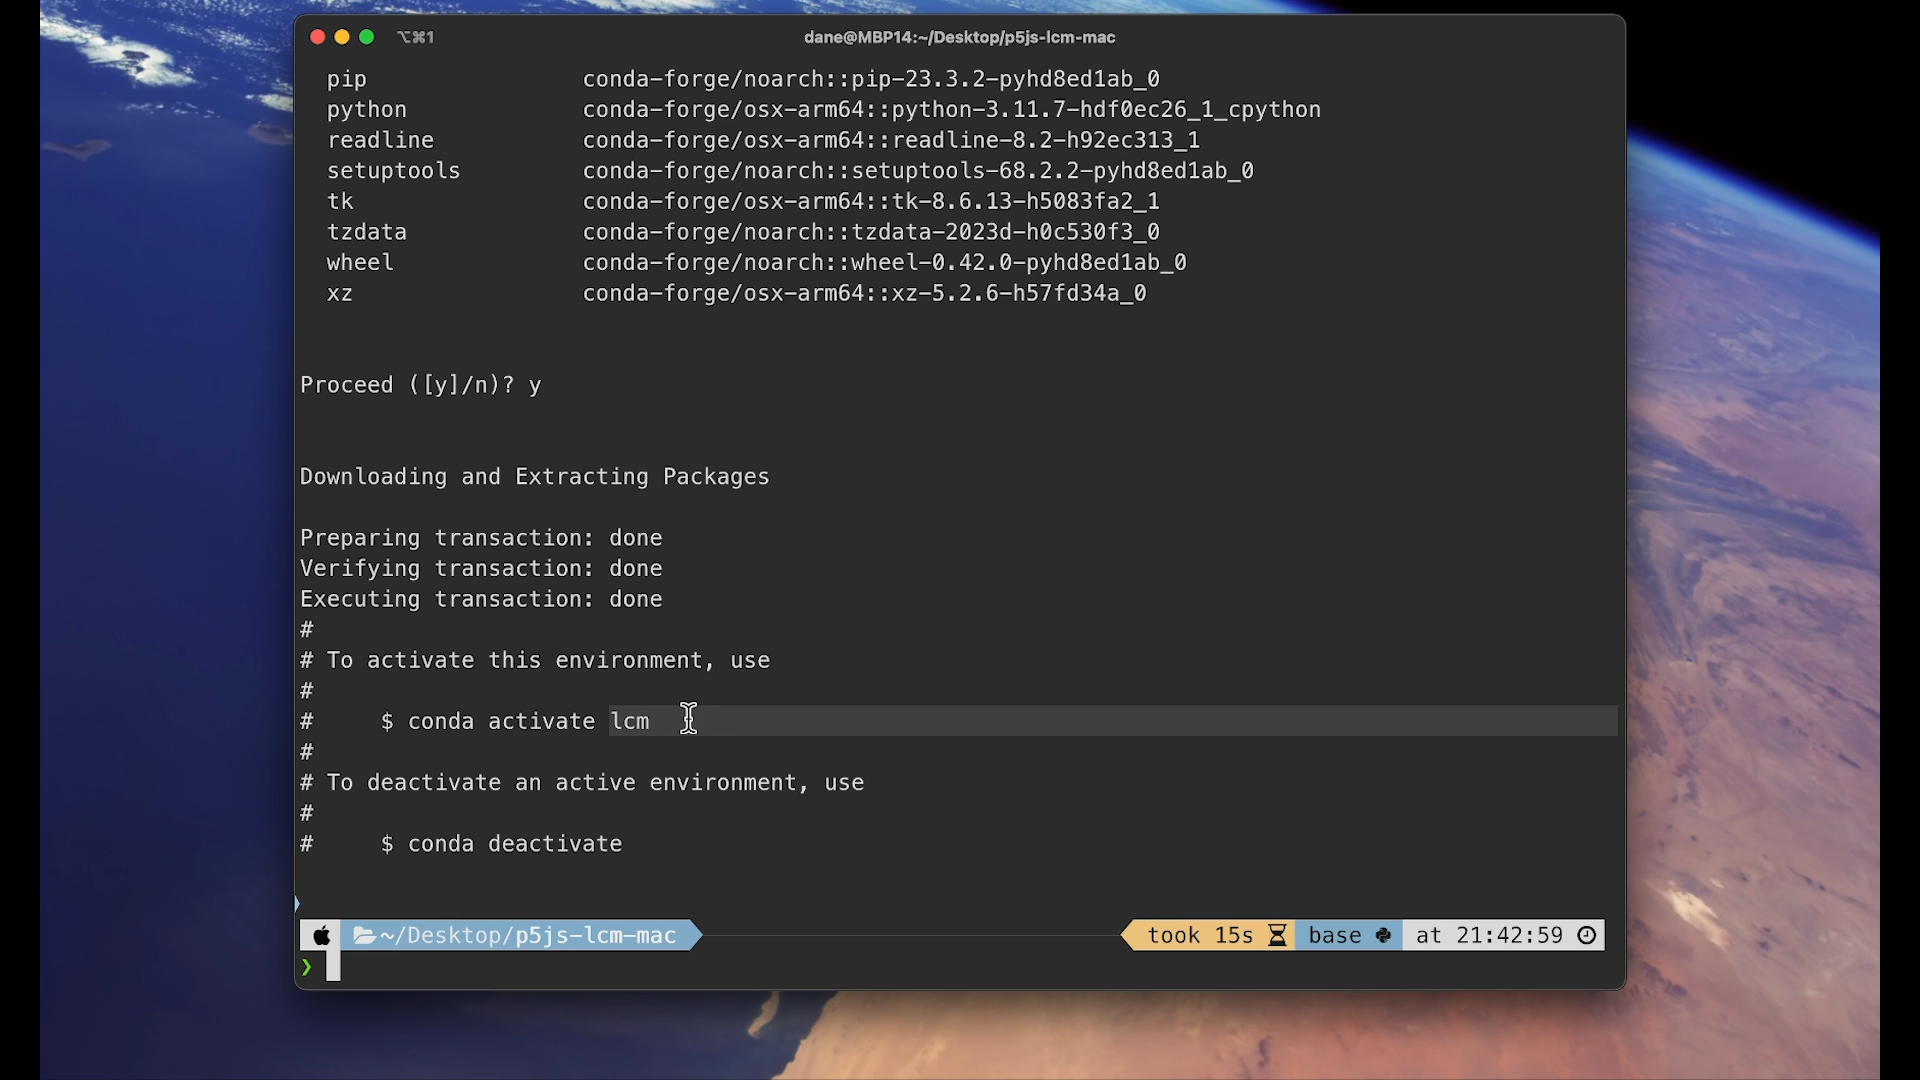 ⌥⌘1 dane@MBP14:~/Desktop/p5js-lcm-mac
pip conda-forge/noarch::pip-23.3.2-pyhd8ed1ab_0
python conda-forge/osx-arm64::python-3.11.7-hdf0ec26_1_cpython
readline conda-forge/osx-arm64::readline-8.2-h92ec313_1
setuptools conda-forge/noarch::setuptools-68.2.2-pyhd8ed1ab_0
tk conda-forge/osx-arm64::tk-8.6.13-h5083fa2_1
tzdata conda-forge/noarch::tzdata-2023d-h0c530f3_0
wheel conda-forge/noarch::wheel-0.42.0-pyhd8ed1ab_0
xz conda-forge/osx-arm64::xz-5.2.6-h57fd34a_0
Proceed ([y]/n)? y
Downloading and Extracting Packages
Preparing transaction: done
Verifying transaction: done
Executing transaction: done
#
# To activate this environment, use
#
# $ conda activate lcm
#
# To deactivate an active environment, use
#
# $ conda deactivate
~/Desktop/p5js-lcm-mac took 15s base at 21:42:59
❯